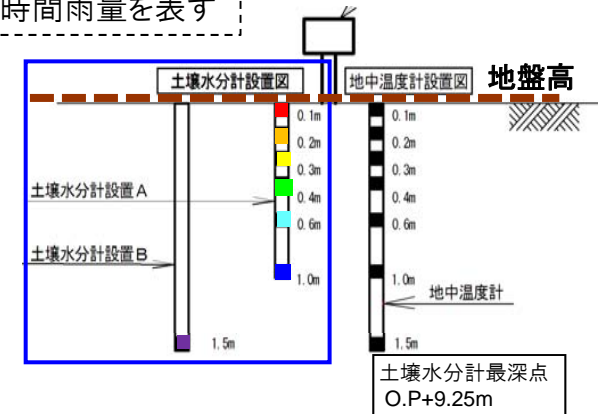 時間雨量を表す
土壌水分計設置図
地中温度計設置図
地盤高
0.1m
0.2m
0.3m
0.4m
0.6m
1.0m
1.5m
土壌水分計設置A
土壌水分計設置B
0.1m
0.2m
0.3m
0.4m
0.6m
1.0m
1.5m
地中温度計
土壌水分計最深点
O.P+9.25m